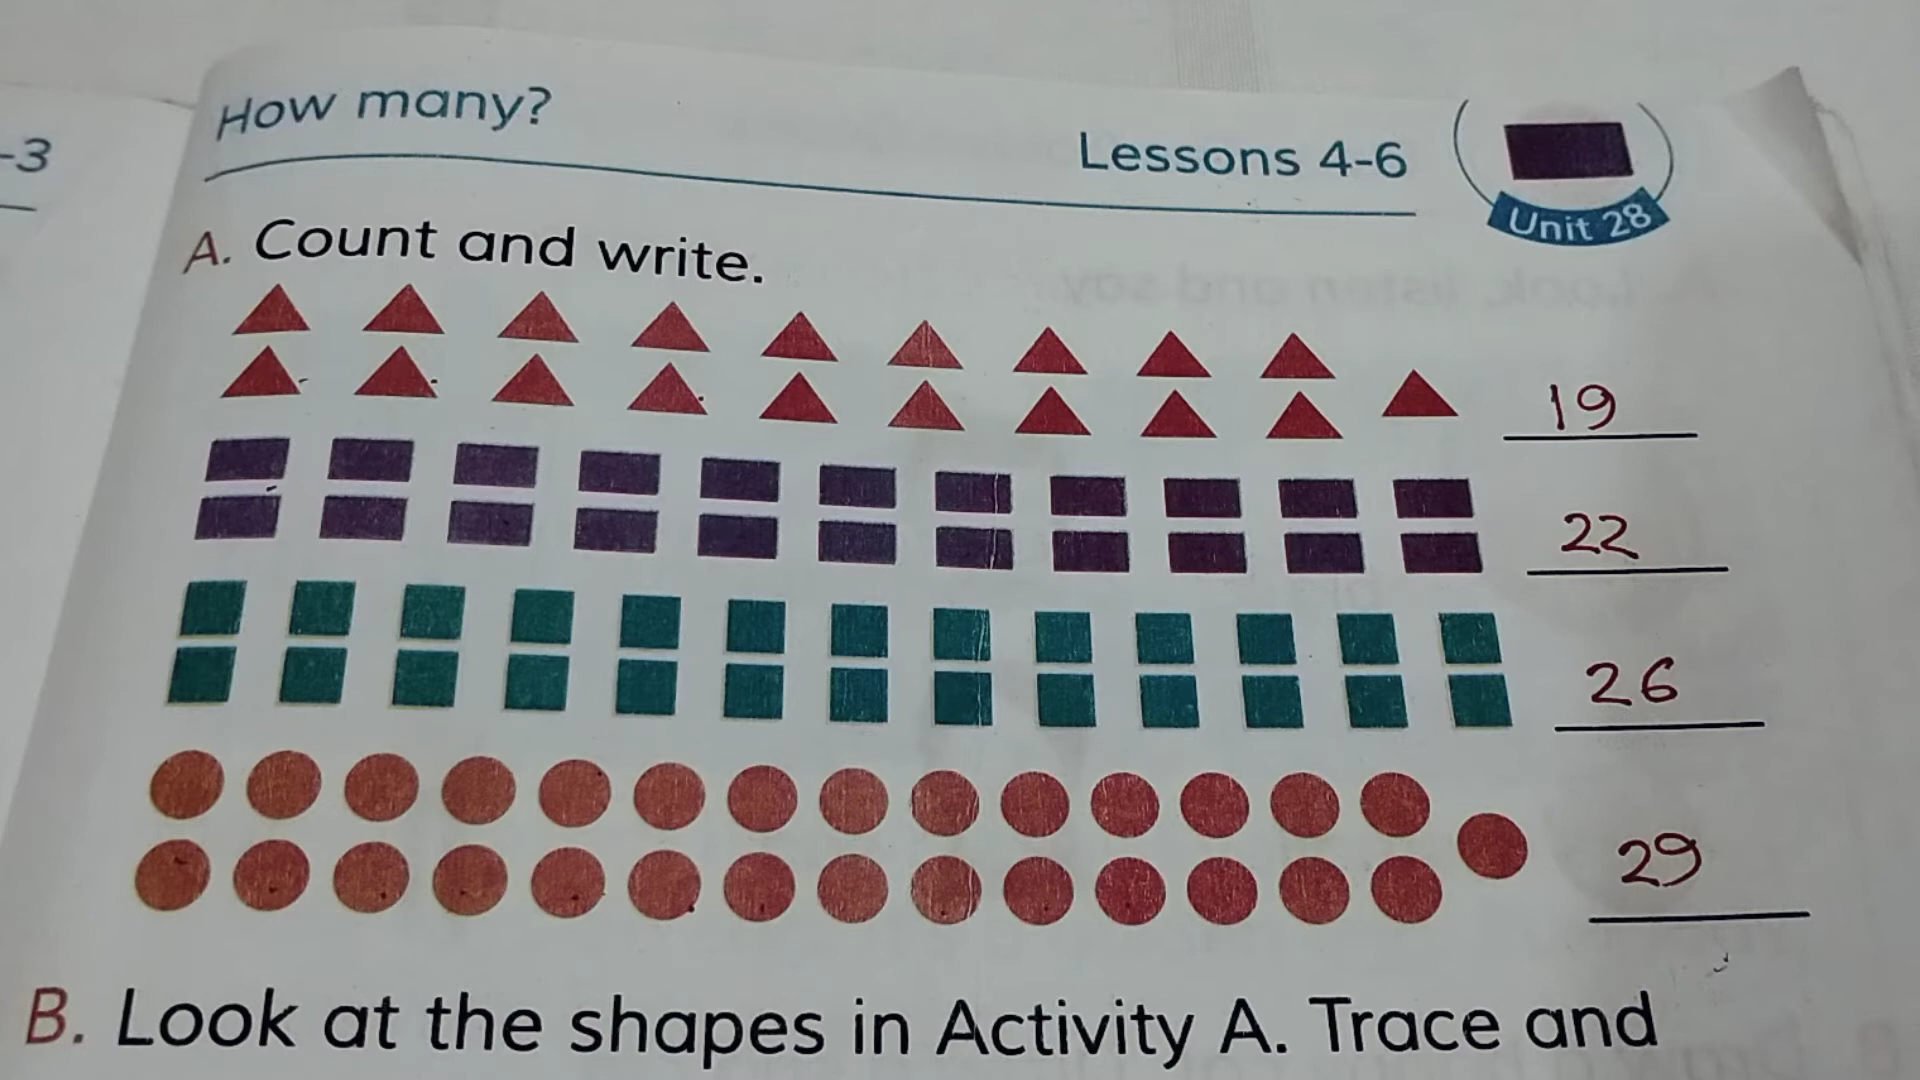 -3
How many?
Lessons 4-6
Unit 28
A. Count and write.
19
22
26
29
B. Look at the shapes in Activity A. Trace and